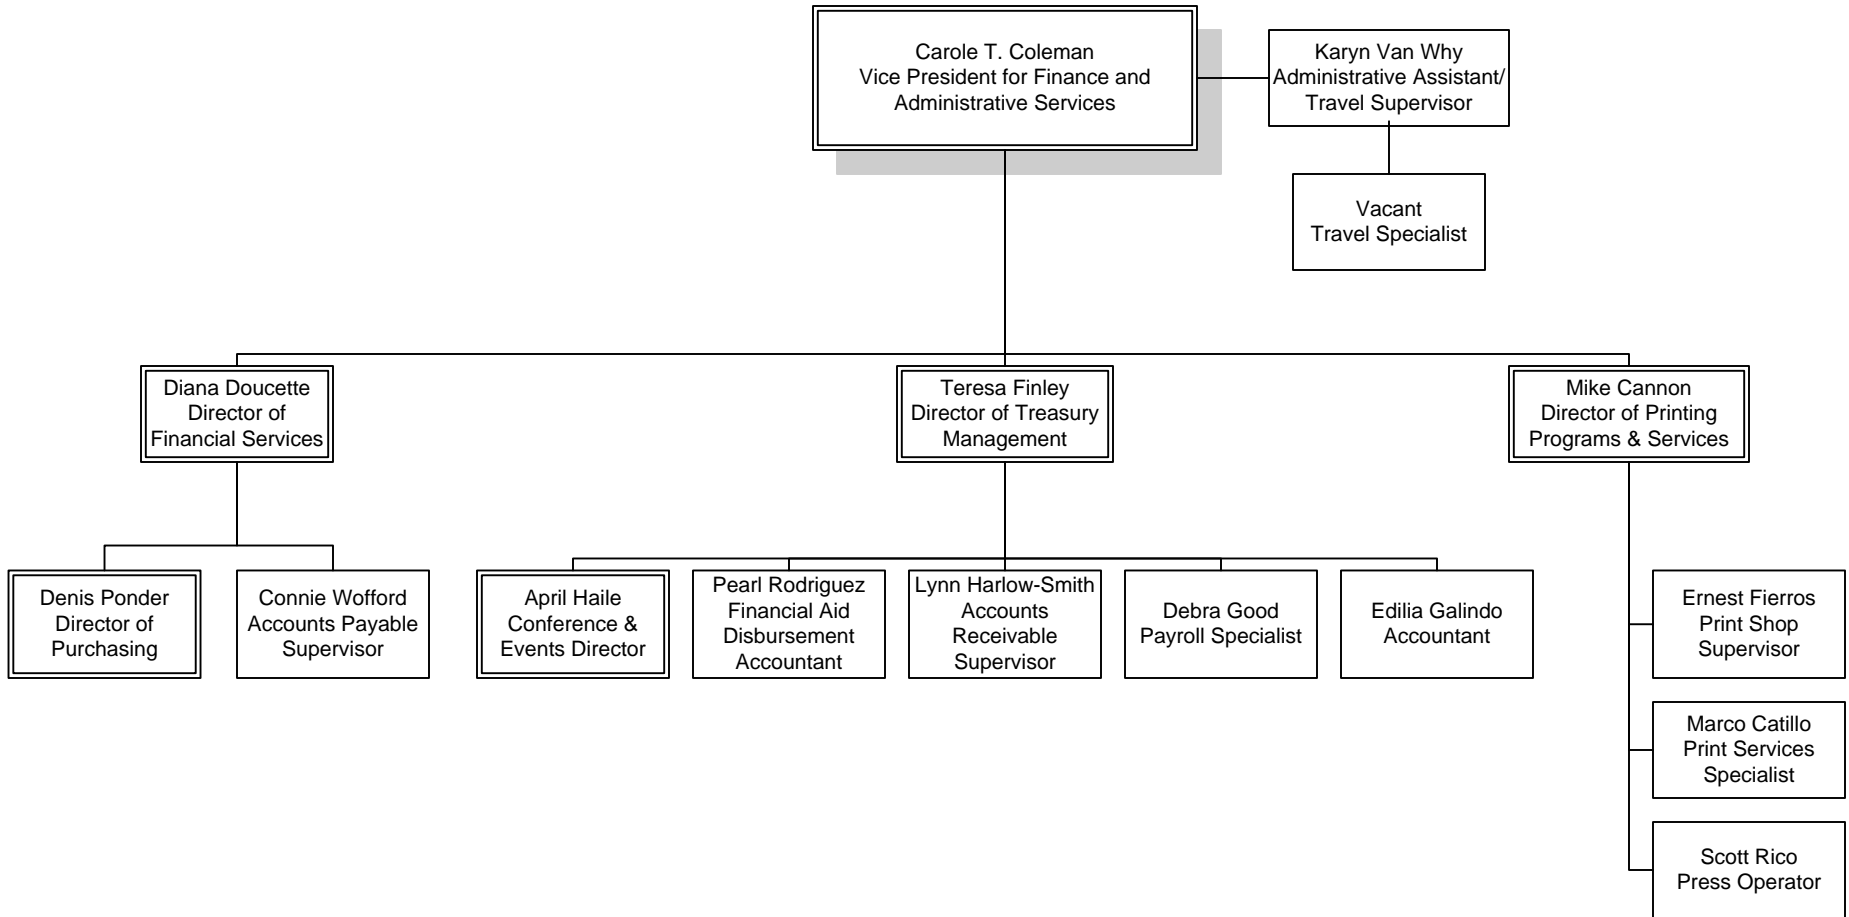 Carole T. Coleman
Vice President for Finance and
Administrative Services
Karyn Van Why
Administrative Assistant/
Travel Supervisor
Vacant
Travel Specialist
Diana Doucette
Director of
Financial Services
Teresa Finley
Director of Treasury
Management
Mike Cannon
Director of Printing
Programs & Services
Denis Ponder
Director of
Purchasing
Connie Wofford
Accounts Payable
Supervisor
April Haile
Conference &
Events Director
Pearl Rodriguez
Financial Aid
Disbursement
Accountant
Lynn Harlow-Smith
Accounts
Receivable
Supervisor
Debra Good
Payroll Specialist
Edilia Galindo
Accountant
Ernest Fierros
Print Shop
Supervisor
Marco Catillo
Print Services
Specialist
Scott Rico
Press Operator